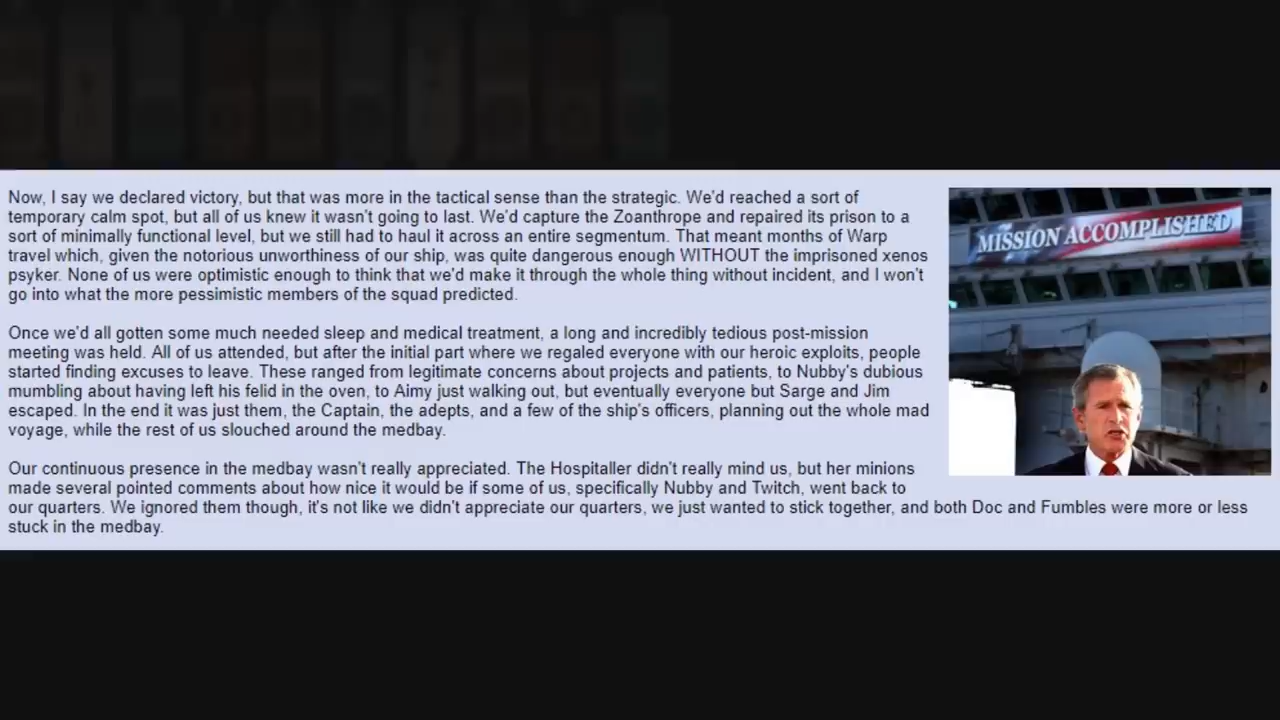 Now, I say we declared victory, but that was more in the tactical sense than the strategic. We'd reached a sort of
temporary calm spot, but all of us knew it wasn't going to last. We'd capture the Zoanthrope and repaired its prison to a
sort of minimally functional level, but we still had to haul it across an entire segmentum. That meant months of Warp
travel which, given the notorious unworthiness of our ship, was quite dangerous enough WITHOUT the imprisoned xenos
psyker. None of us were optimistic enough to think that we'd make it through the whole thing without incident, and I won't
go into what the more pessimistic members of the squad predicted.
Once we'd all gotten some much needed sleep and medical treatment, a long and incredibly tedious post-mission
meeting was held. All of us attended, but after the initial part where we regaled everyone with our heroic exploits, people
started finding excuses to leave. These ranged from legitimate concerns about projects and patients, to Nubby's dubious
mumbling about having left his felid in the oven, to Aimy just walking out, but eventually everyone but Sarge and Jim
escaped. In the end it was just them, the Captain, the adepts, and a few of the ship's officers, planning out the whole mad
voyage, while the rest of us slouched around the medbay.
Our continuous presence in the medbay wasn't really appreciated. The Hospitaller didn't really mind us, but her minions
made several pointed comments about how nice it would be if some of us, specifically Nubby and Twitch, went back to
our quarters. We ignored them though, it's not like we didn't appreciate our quarters, we just wanted to stick together, and both Doc and Fumbles were more or less
stuck in the medbay.
MISSION ACCOMPLISHED